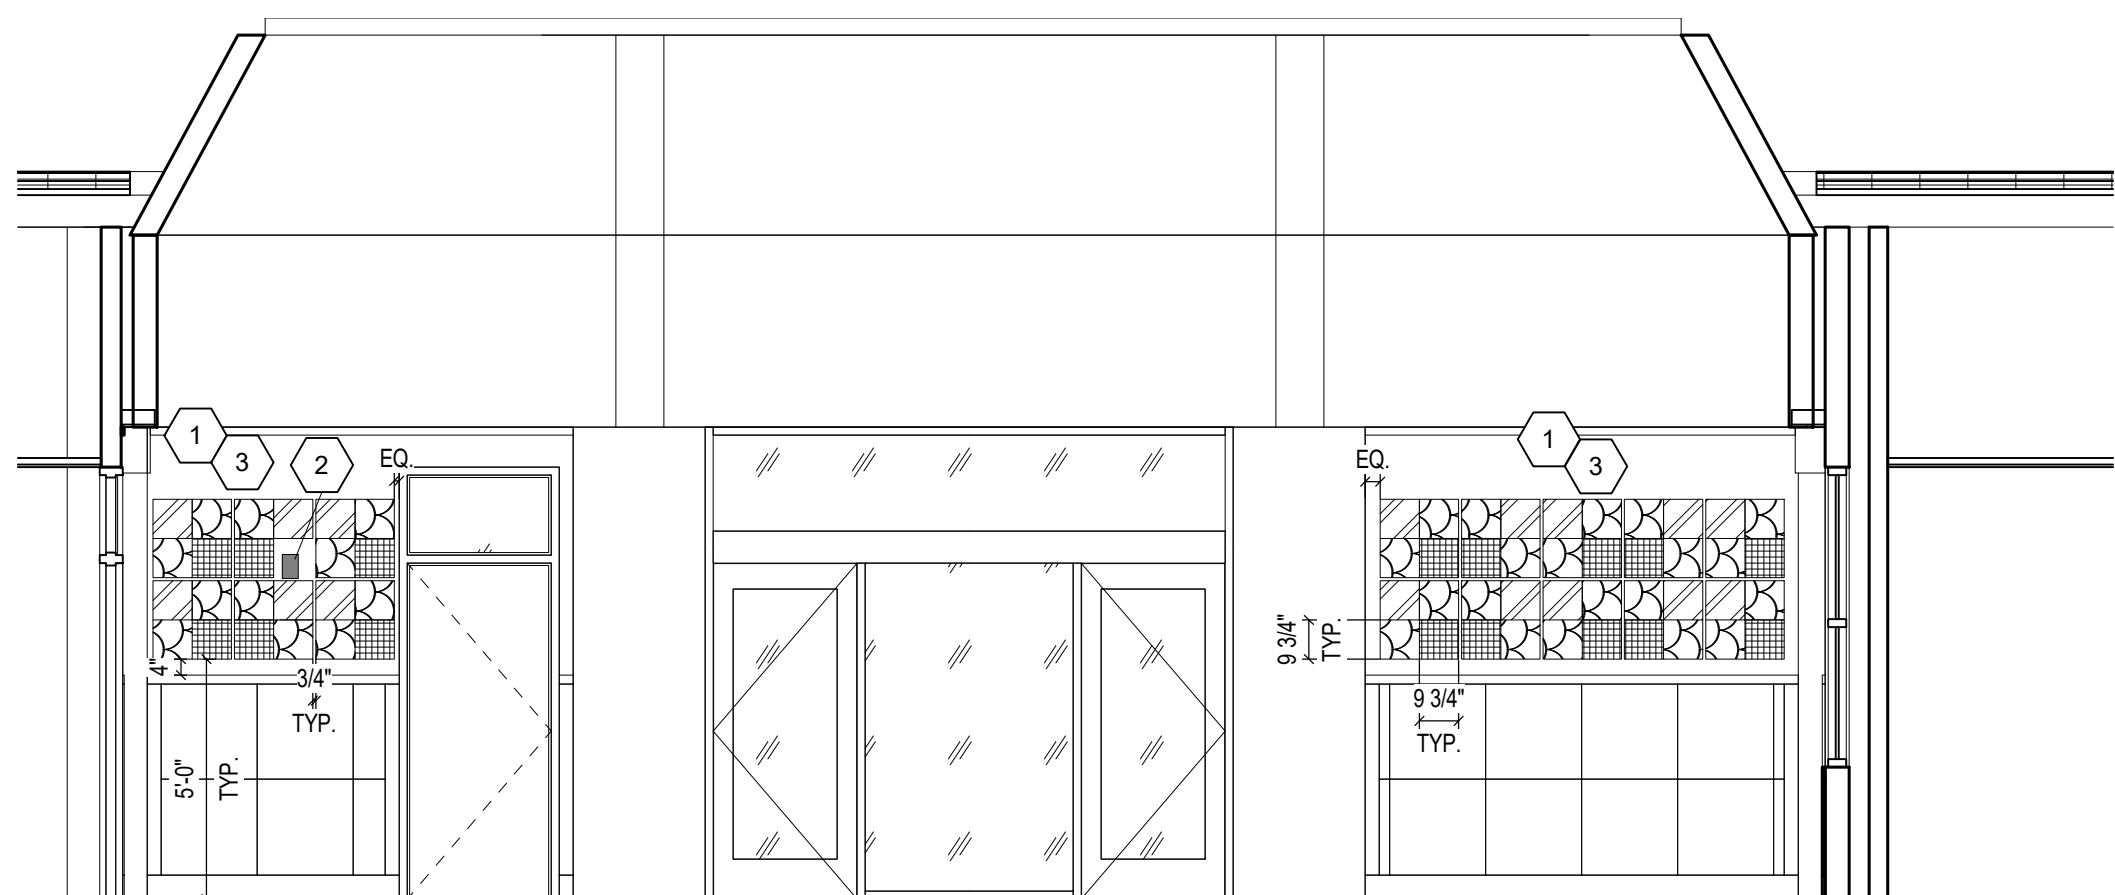 1
3
2
EQ.
4"
3/4"
TYP.
5'-0"
TYP.
1
3
EQ.
9 3/4"
TYP.
9 3/4"
TYP.